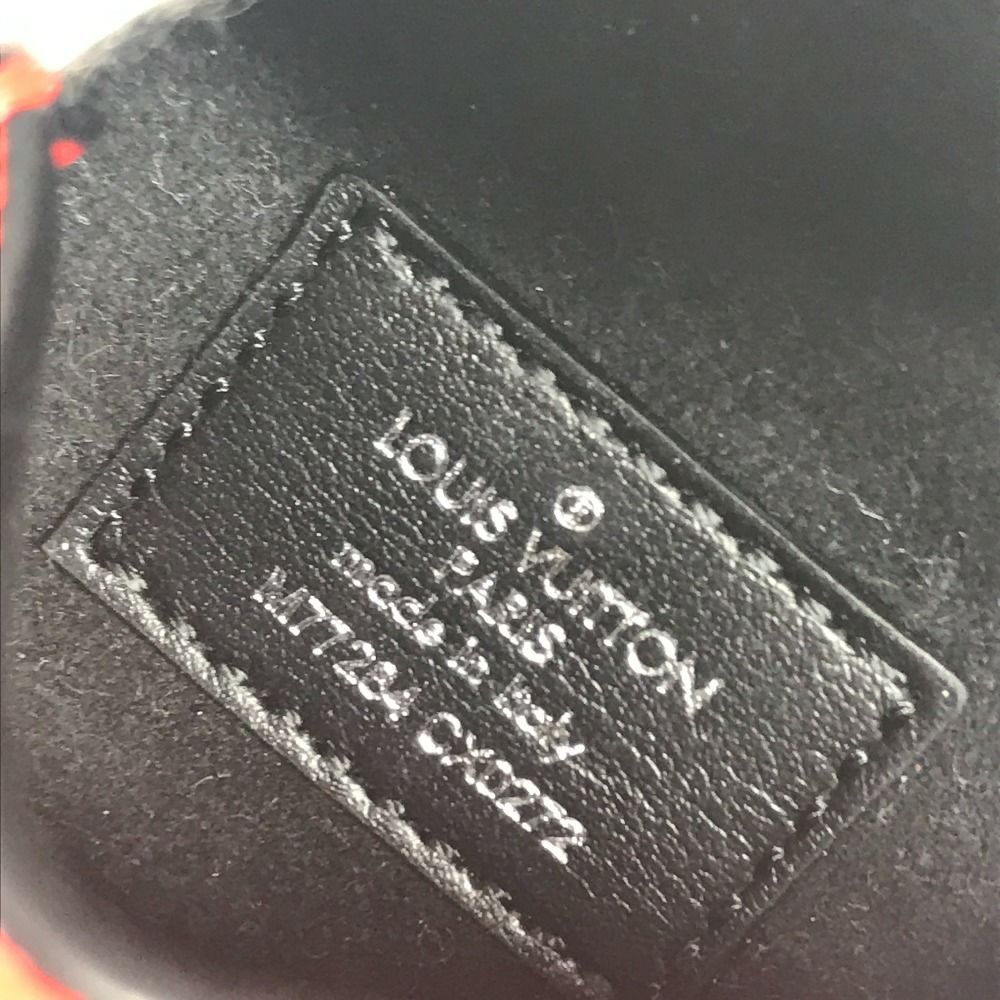 ®
LOUIS VUITTON
PARIS
made in Italy
M77284 CX0272